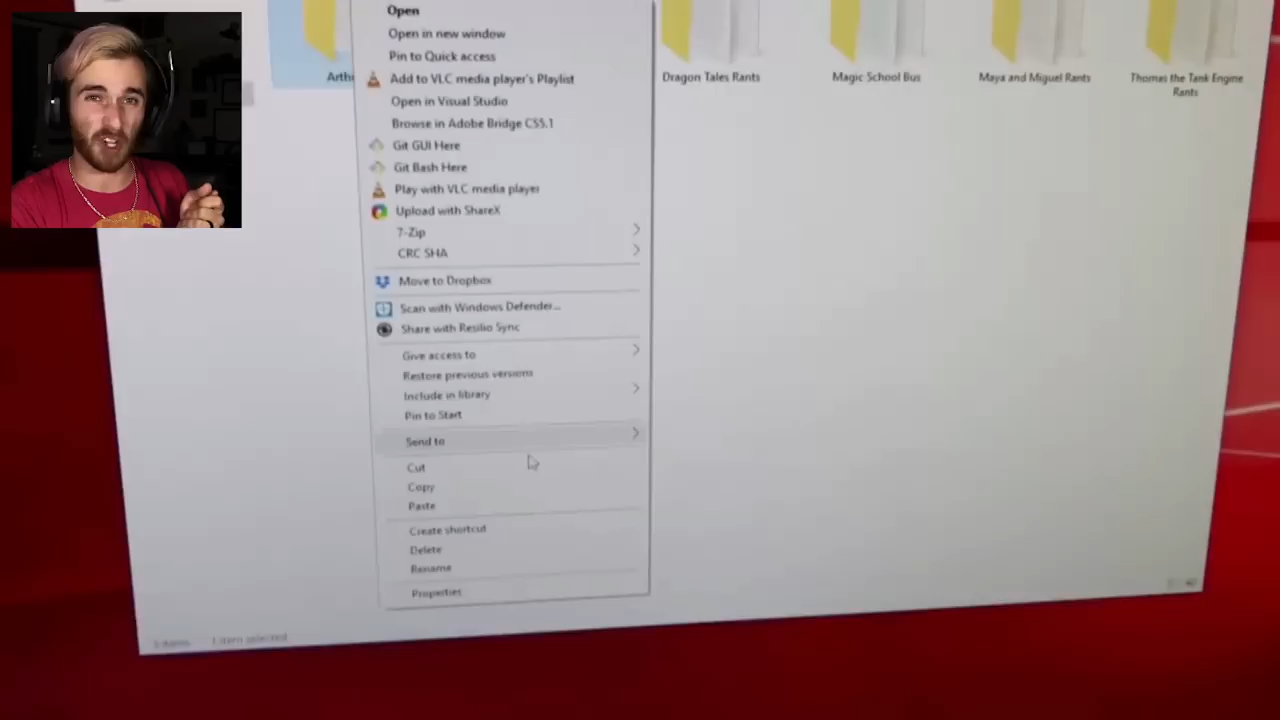 Open
Open in new window
Pin to Quick access
Add to VLC media player's Playlist
Open in Visual Studio
Browse in Adobe Bridge CS5.1
Git GUI Here
Git Bash Here
Play with VLC media player
Upload with ShareX
7-Zip
CRC SHA
Move to Dropbox
Scan with Windows Defender...
Share with Resilio Sync
Give access to
Restore previous versions
Include in library
Pin to Start
Send to
Cut
Copy
Paste
Create shortcut
Delete
Rename
Properties
Arth
Dragon Tales Rants
Magic School Bus
Maya and Miguel Rants
Thomas the Tank Engine
Rants
1 item selected